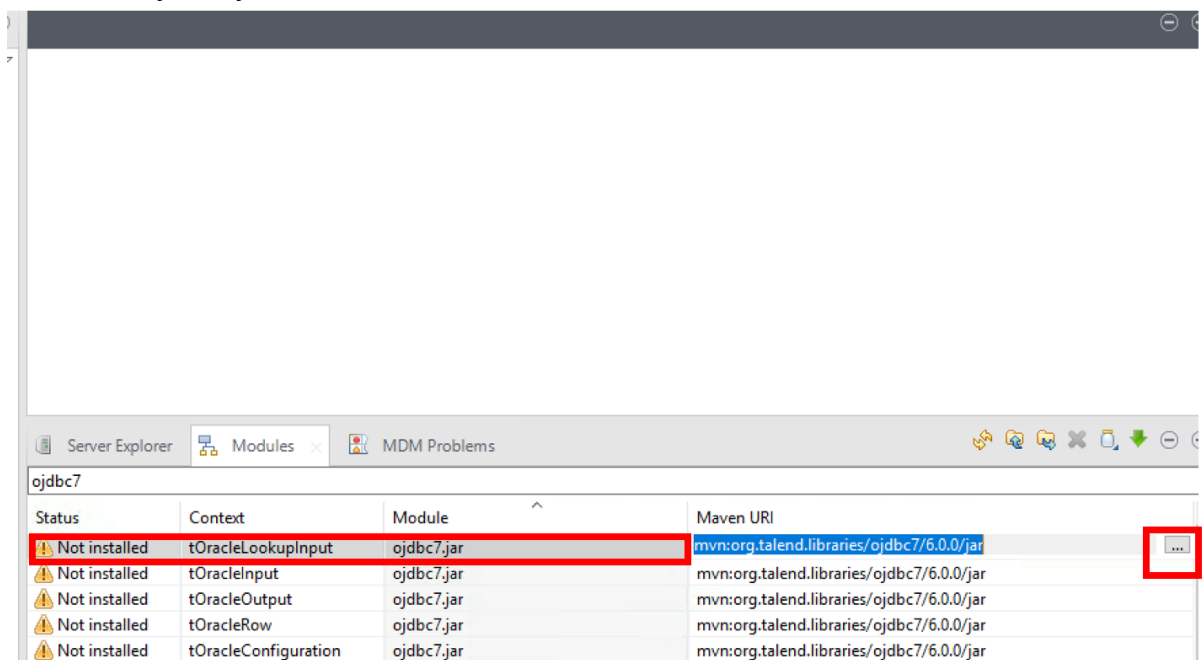 Server Explorer Modules MDM Problems
ojdbc7
Status Context Module Maven URI
Not installed tOracleLookupInput ojdbc7.jar mvn:org.talend.libraries/ojdbc7/6.0.0/jar ...
Not installed tOracleInput ojdbc7.jar mvn:org.talend.libraries/ojdbc7/6.0.0/jar
Not installed tOracleOutput ojdbc7.jar mvn:org.talend.libraries/ojdbc7/6.0.0/jar
Not installed tOracleRow ojdbc7.jar mvn:org.talend.libraries/ojdbc7/6.0.0/jar
Not installed tOracleConfiguration ojdbc7.jar mvn:org.talend.libraries/ojdbc7/6.0.0/jar